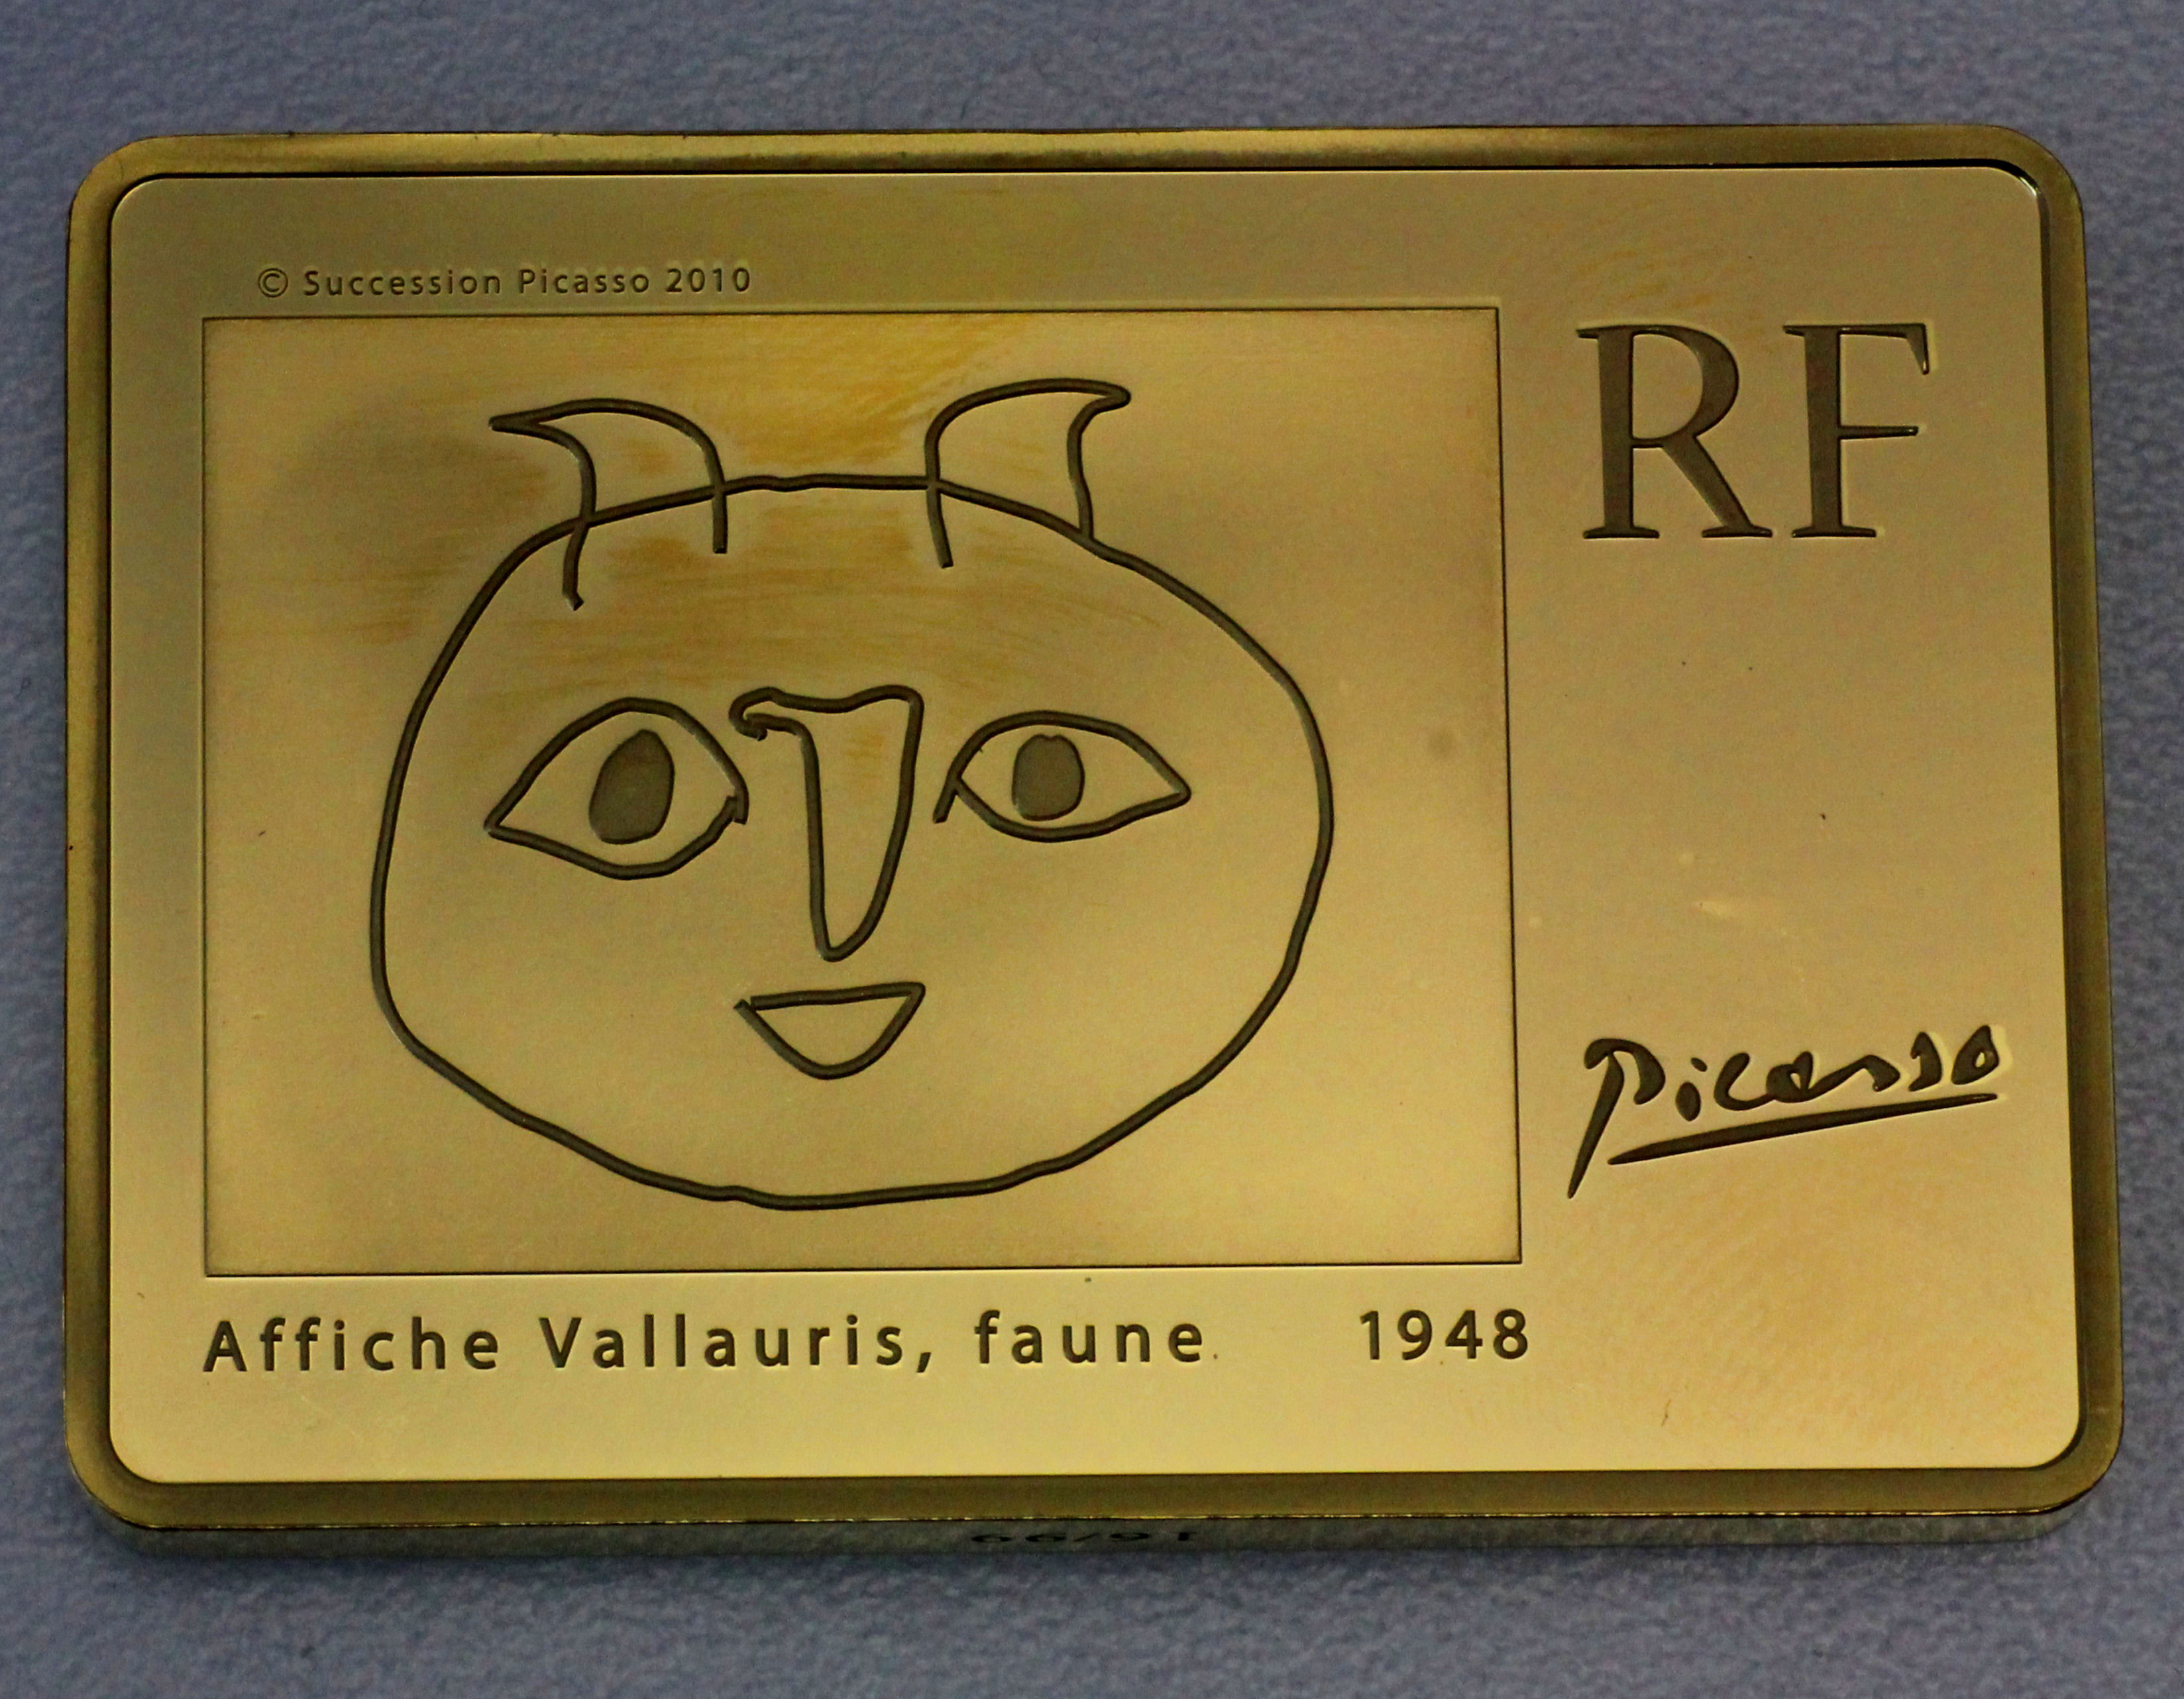 © Succession Picasso 2010
RF
Picasso
Affiche Vallauris, faune 1948